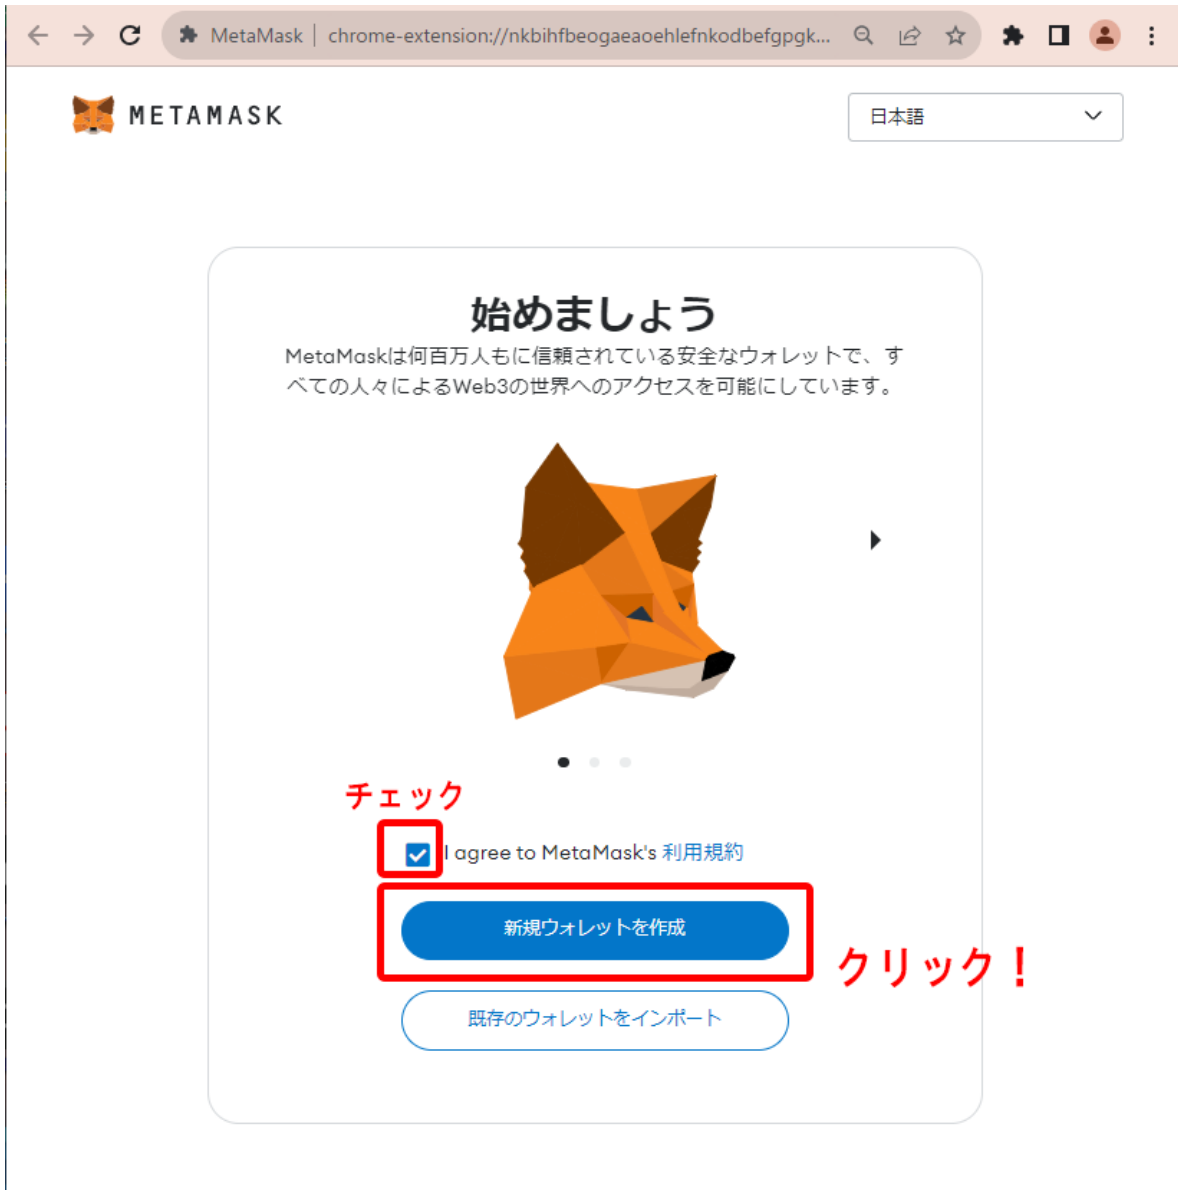 MetaMask | chrome-extension://nkbihfbeogaeaoehlefnkodbefgpgk...
METAMASK
日本語
始めましょう
MetaMaskは何百万人もに信頼されている安全なウォレットで、す
べての人々によるWeb3の世界へのアクセスを可能にしています。
チェック
I agree to MetaMask's 利用規約
新規ウォレットを作成
クリック！
既存のウォレットをインポート